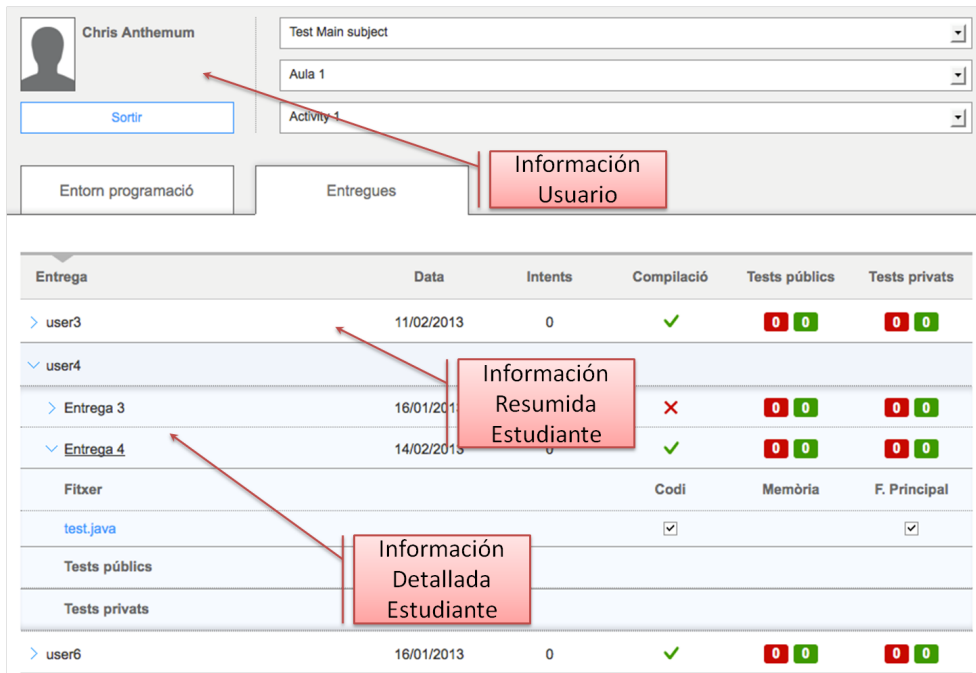 Chris Anthemum
Test Main subject
Aula 1
Sortir
Activity 1
Información
Usuario
Entorn programació
Entregues
Entrega Data Intents Compilació Tests públics Tests privats
user3 11/02/2013 0 0 0 0 0
user4
Información
Resumida
Estudiante
Entrega 3 16/01/201 0 0 0 0
Entrega 4 14/02/2013 0 0 0 0 0
Fitxer Codi Memòria F. Principal
test.java
Información
Detallada
Estudiante
Tests públics
Tests privats
user6 16/01/2013 0 0 0 0 0